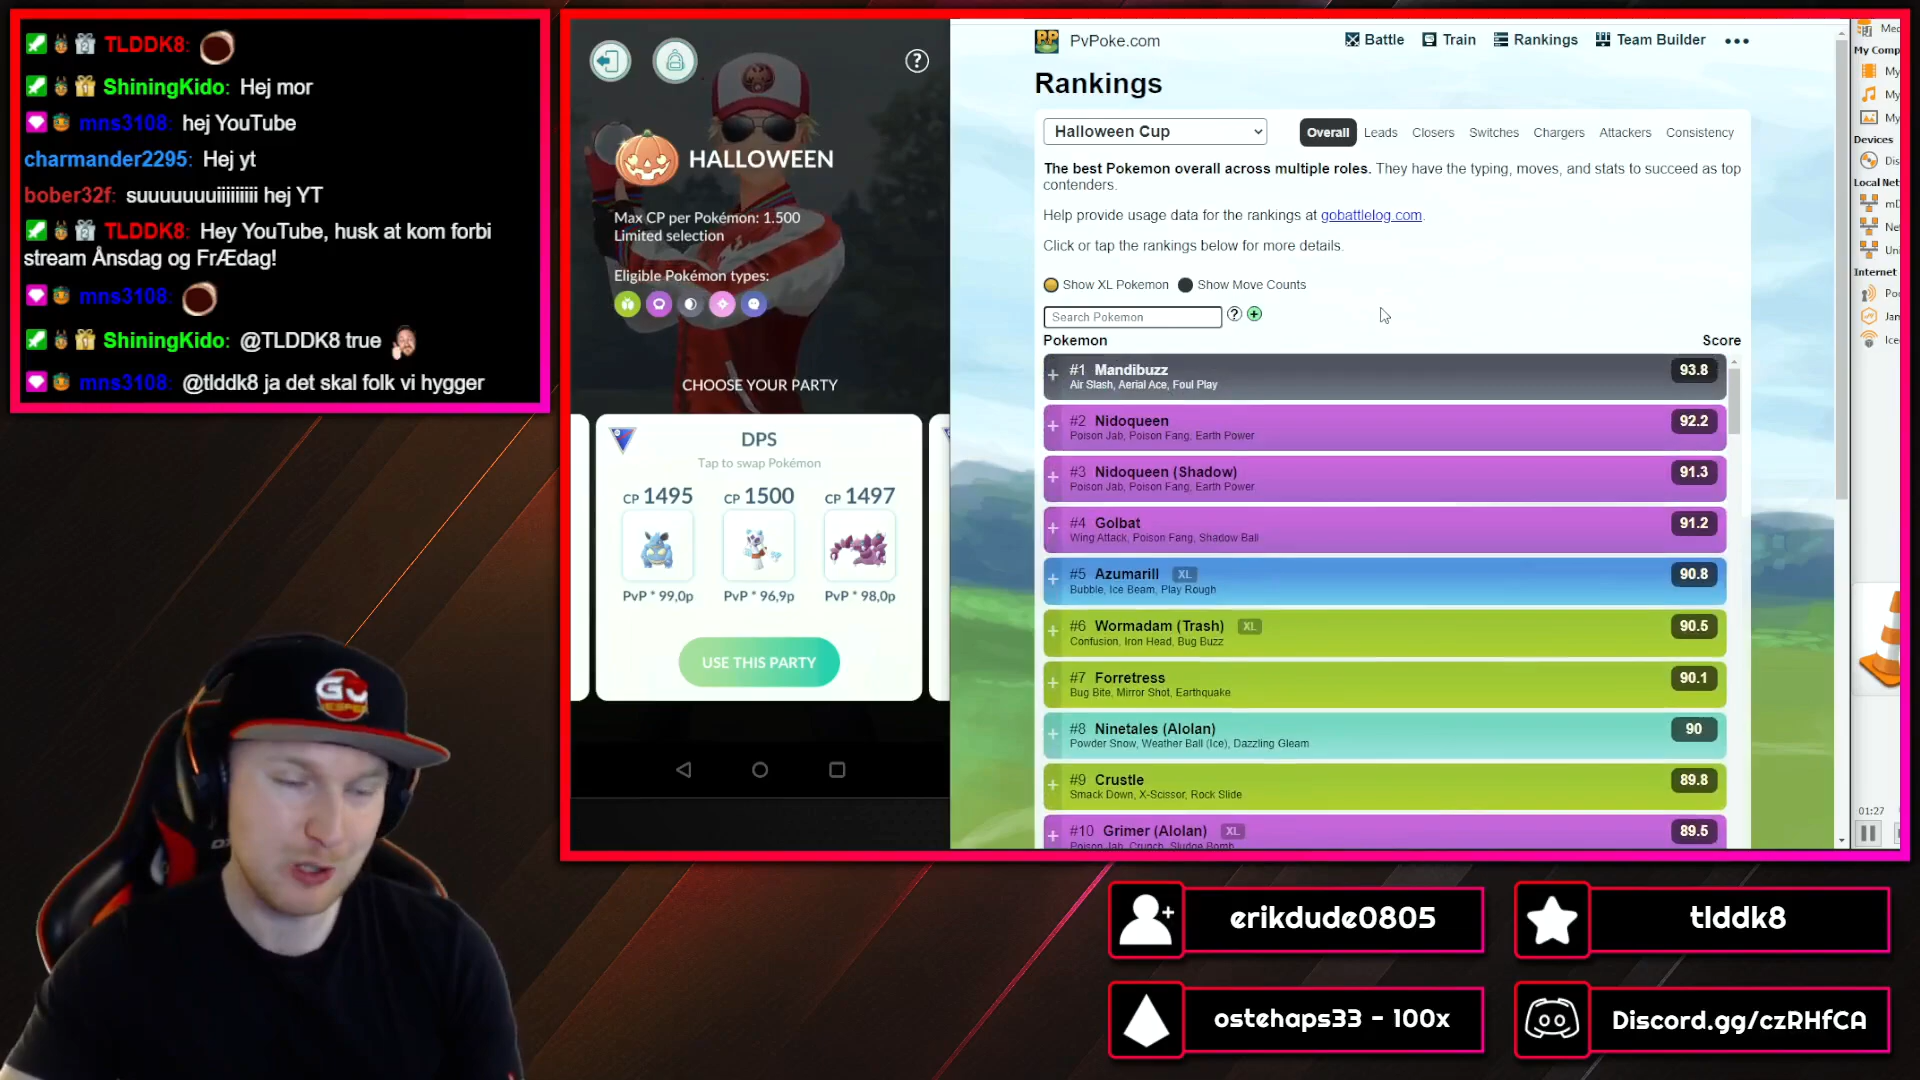 TLDDK8:
ShiningKido: Hej mor
mns3108: hej YouTube
charmander2295: Hej yt
bober32f: suuuuuuuiiiiiiiii hej YT
TLDDK8: Hey YouTube, husk at kom forbi
stream Ånsdag og FrÆdag!
mns3108:
ShiningKido: @TLDDK8 true
mns3108: @tlddk8 ja det skal folk vi hygger
?
HALLOWEEN
Max CP per Pokémon: 1.500
Limited selection
Eligible Pokémon types:
CHOOSE YOUR PARTY
DPS
Tap to swap Pokémon
CP 1495 CP 1500 CP 1497
PvP * 99,0p PvP * 96,9p PvP * 98,0p
USE THIS PARTY
PvPoke.com Battle Train Rankings Team Builder
Rankings
Halloween Cup Overall Leads Closers Switches Chargers Attackers Consistency
The best Pokemon overall across multiple roles. They have the typing, moves, and stats to succeed as top
contenders.
Help provide usage data for the rankings at gobattlelog.com.
Click or tap the rankings below for more details.
Show XL Pokemon Show Move Counts
Search Pokemon ? +
Pokemon Score
+ #1 Mandibuzz 93.8
Air Slash, Aerial Ace, Foul Play
+ #2 Nidoqueen 92.2
Poison Jab, Poison Fang, Earth Power
+ #3 Nidoqueen (Shadow) 91.3
Poison Jab, Poison Fang, Earth Power
+ #4 Golbat 91.2
Wing Attack, Poison Fang, Shadow Ball
+ #5 Azumarill XL 90.8
Bubble, Ice Beam, Play Rough
+ #6 Wormadam (Trash) XL 90.5
Confusion, Iron Head, Bug Buzz
+ #7 Forretress 90.1
Bug Bite, Mirror Shot, Earthquake
+ #8 Ninetales (Alolan) 90
Powder Snow, Weather Ball (Ice), Dazzling Gleam
+ #9 Crustle 89.8
Smack Down, X-Scissor, Rock Slide
+ #10 Grimer (Alolan) XL 89.5
Poison Jab, Crunch, Sludge Bomb
My Comp
My
My
My
Devices
Dis
Local Net
Net
Internet
01:27
erikdude0805
tlddk8
ostehaps33 - 100x
Discord.gg/czRHfCA